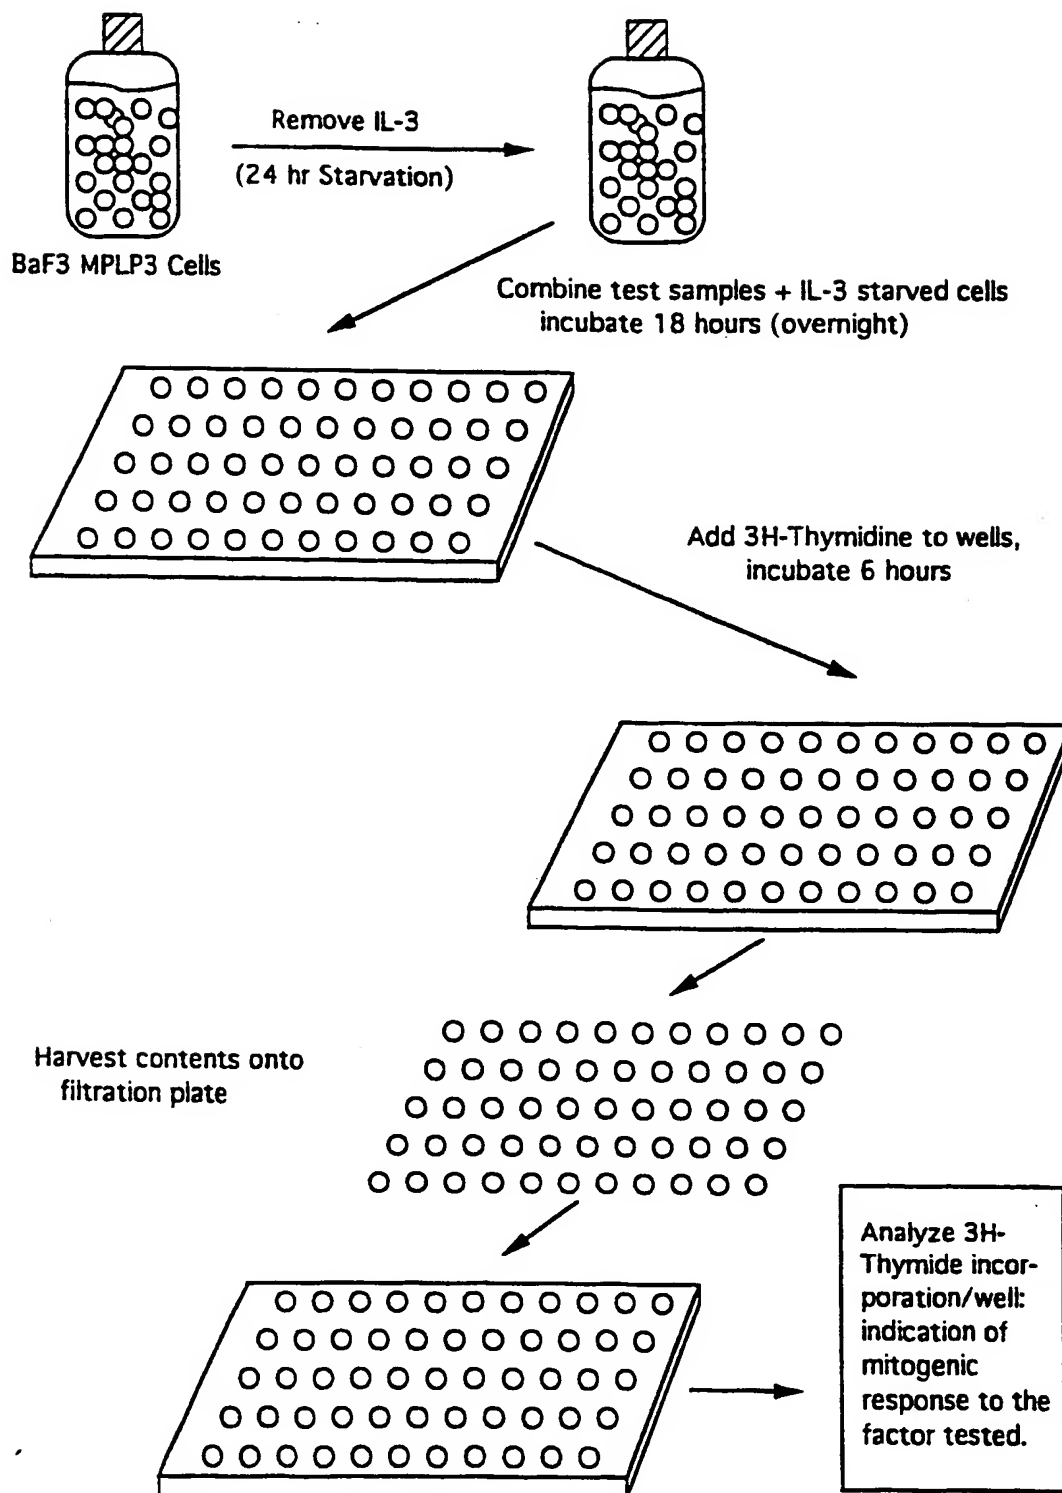 Remove IL-3
(24 hr Starvation)
BaF3 MPLP3 Cells
Combine test samples + IL-3 starved cells
incubate 18 hours (overnight)
Add 3H-Thymidine to wells,
incubate 6 hours
Harvest contents onto
filtration plate
Analyze 3H-
Thymide incor-
poration/well:
indication of
mitogenic
response to the
factor tested.